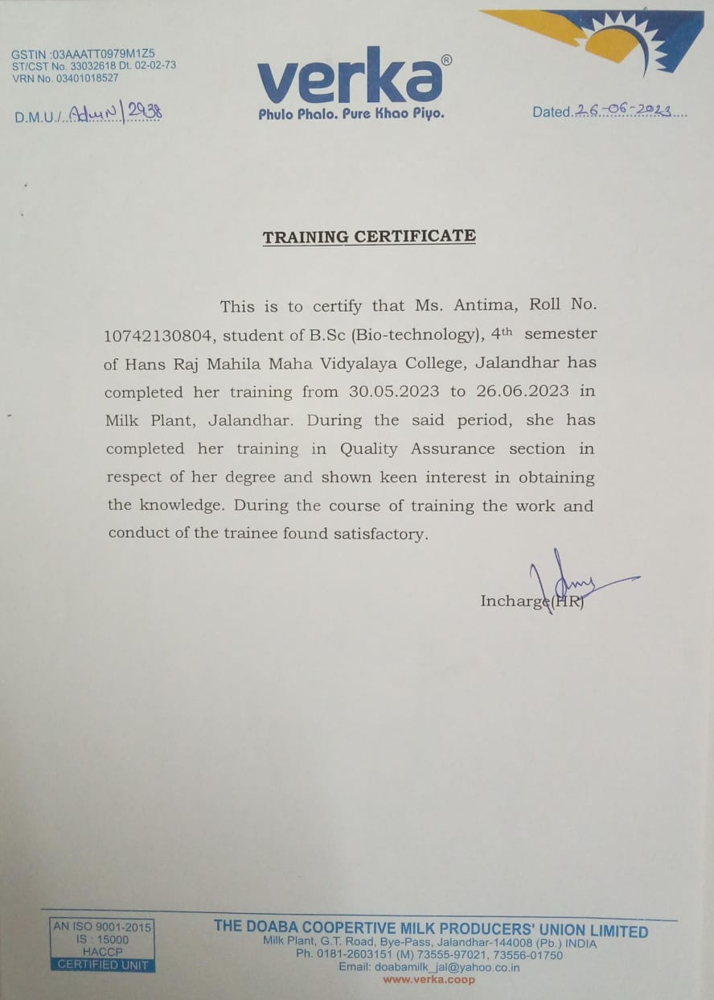 GSTIN :03AAATT0979M1Z5
ST/CST No. 33032618 Dt. 02-02-73
VRN No. 03401018527
D.M.U./..AdmN/2938
verka®
Phulo Phalo. Pure Khao Piyo.
Dated.26-06-2023....
TRAINING CERTIFICATE
This is to certify that Ms. Antima, Roll No.
10742130804, student of B.Sc (Bio-technology), 4th semester
of Hans Raj Mahila Maha Vidyalaya College, Jalandhar has
completed her training from 30.05.2023 to 26.06.2023 in
Milk Plant, Jalandhar. During the said period, she has
completed her training in Quality Assurance section in
respect of her degree and shown keen interest in obtaining
the knowledge. During the course of training the work and
conduct of the trainee found satisfactory.
Incharge(HR)
AN ISO 9001-2015
IS : 15000
HACCP
CERTIFIED UNIT
THE DOABA COOPERTIVE MILK PRODUCERS' UNION LIMITED
Milk Plant, G.T. Road, Bye-Pass, Jalandhar-144008 (Pb.) INDIA
Ph. 0181-2603151 (M) 73555-97021, 73556-01750
Email: doabamilk_jal@yahoo.co.in
www.verka.coop